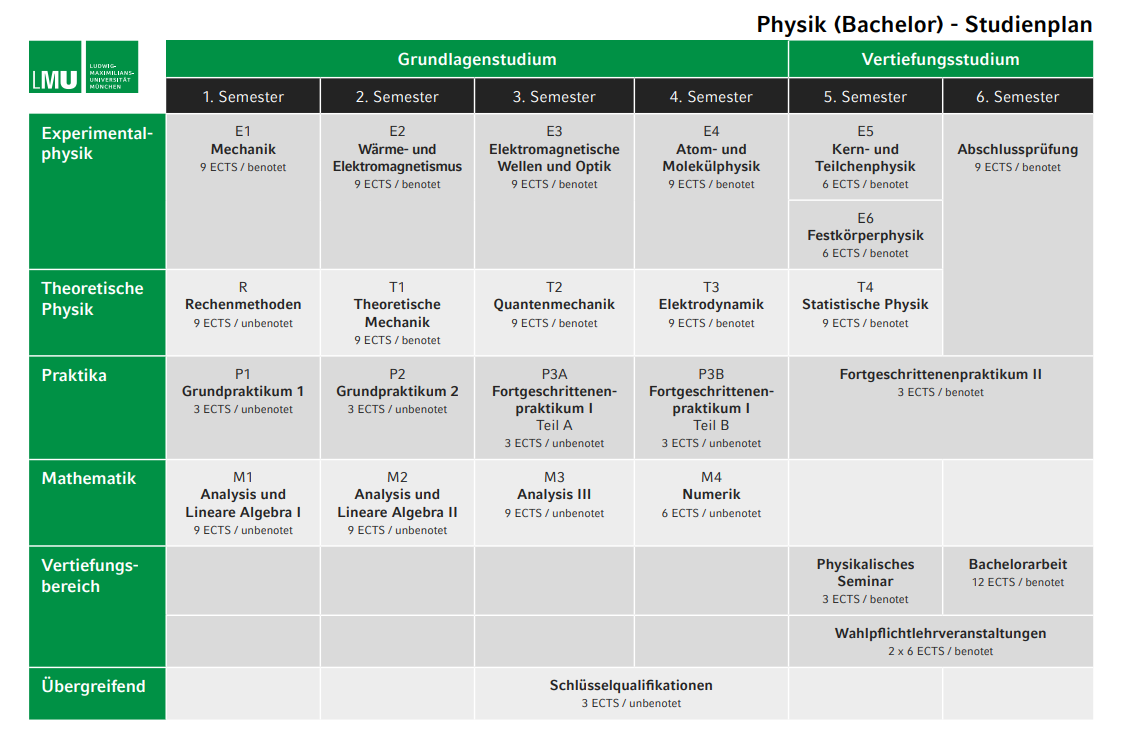 Physik (Bachelor) - Studienplan
LMU
LUDWIG-
MAXIMILIANS-
UNIVERSITÄT
MÜNCHEN
Grundlagenstudium
Vertiefungsstudium
1. Semester
2. Semester
3. Semester
4. Semester
5. Semester
6. Semester
Experimental-
physik
E1
Mechanik
9 ECTS / benotet
E2
Wärme- und
Elektromagnetismus
9 ECTS / benotet
E3
Elektromagnetische
Wellen und Optik
9 ECTS / benotet
E4
Atom- und
Molekülphysik
9 ECTS / benotet
E5
Kern- und
Teilchenphysik
6 ECTS / benotet
E6
Festkörperphysik
6 ECTS / benotet
Abschlussprüfung
9 ECTS / benotet
Theoretische
Physik
R
Rechenmethoden
9 ECTS / unbenotet
T1
Theoretische
Mechanik
9 ECTS / benotet
T2
Quantenmechanik
9 ECTS / benotet
T3
Elektrodynamik
9 ECTS / benotet
T4
Statistische Physik
9 ECTS / benotet
Praktika
P1
Grundpraktikum 1
3 ECTS / unbenotet
P2
Grundpraktikum 2
3 ECTS / unbenotet
P3A
Fortgeschrittenen-
praktikum I
Teil A
3 ECTS / unbenotet
P3B
Fortgeschrittenen-
praktikum I
Teil B
3 ECTS / unbenotet
Fortgeschrittenenpraktikum II
3 ECTS / benotet
Mathematik
M1
Analysis und
Lineare Algebra I
9 ECTS / unbenotet
M2
Analysis und
Lineare Algebra II
9 ECTS / unbenotet
M3
Analysis III
9 ECTS / unbenotet
M4
Numerik
6 ECTS / unbenotet
Vertiefungs-
bereich
Physikalisches
Seminar
3 ECTS / benotet
Bachelorarbeit
12 ECTS / benotet
Wahlpflichtlehrveranstaltungen
2 x 6 ECTS / benotet
Übergreifend
Schlüsselqualifikationen
3 ECTS / unbenotet